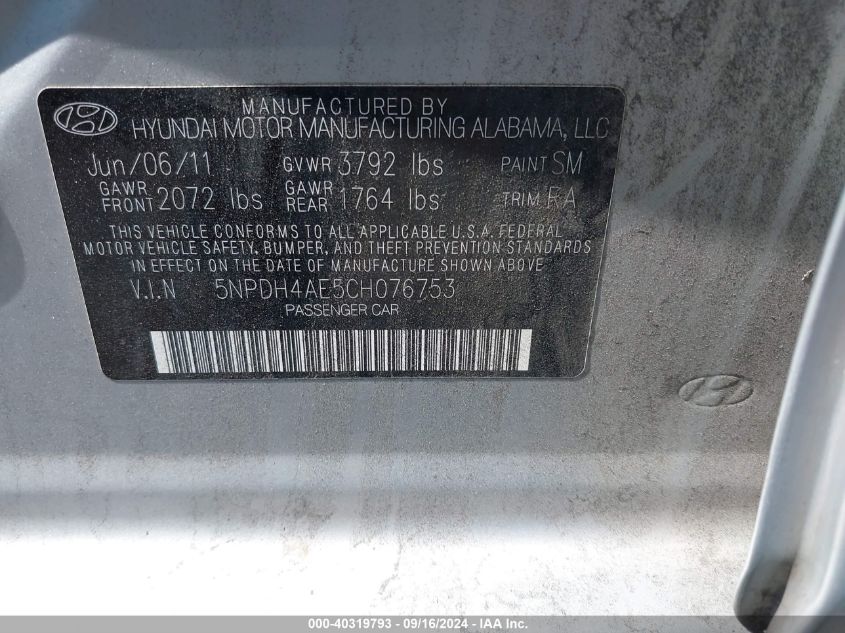 MANUFACTURED BY
HYUNDAI MOTOR MANUFACTURING ALABAMA, LLC
Jun/06/11 GVWR 3792 lbs PAINT SM
GAWR FRONT 2072 lbs GAWR REAR 1764 lbs TRIM RA
THIS VEHICLE CONFORMS TO ALL APPLICABLE U.S.A. FEDERAL
MOTOR VEHICLE SAFETY, BUMPER, AND THEFT PREVENTION STANDARDS
IN EFFECT ON THE DATE OF MANUFACTURE SHOWN ABOVE.
V.I.N 5NPDH4AE5CH076753
PASSENGER CAR
000-40319793 - 09/16/2024 - IAA Inc.